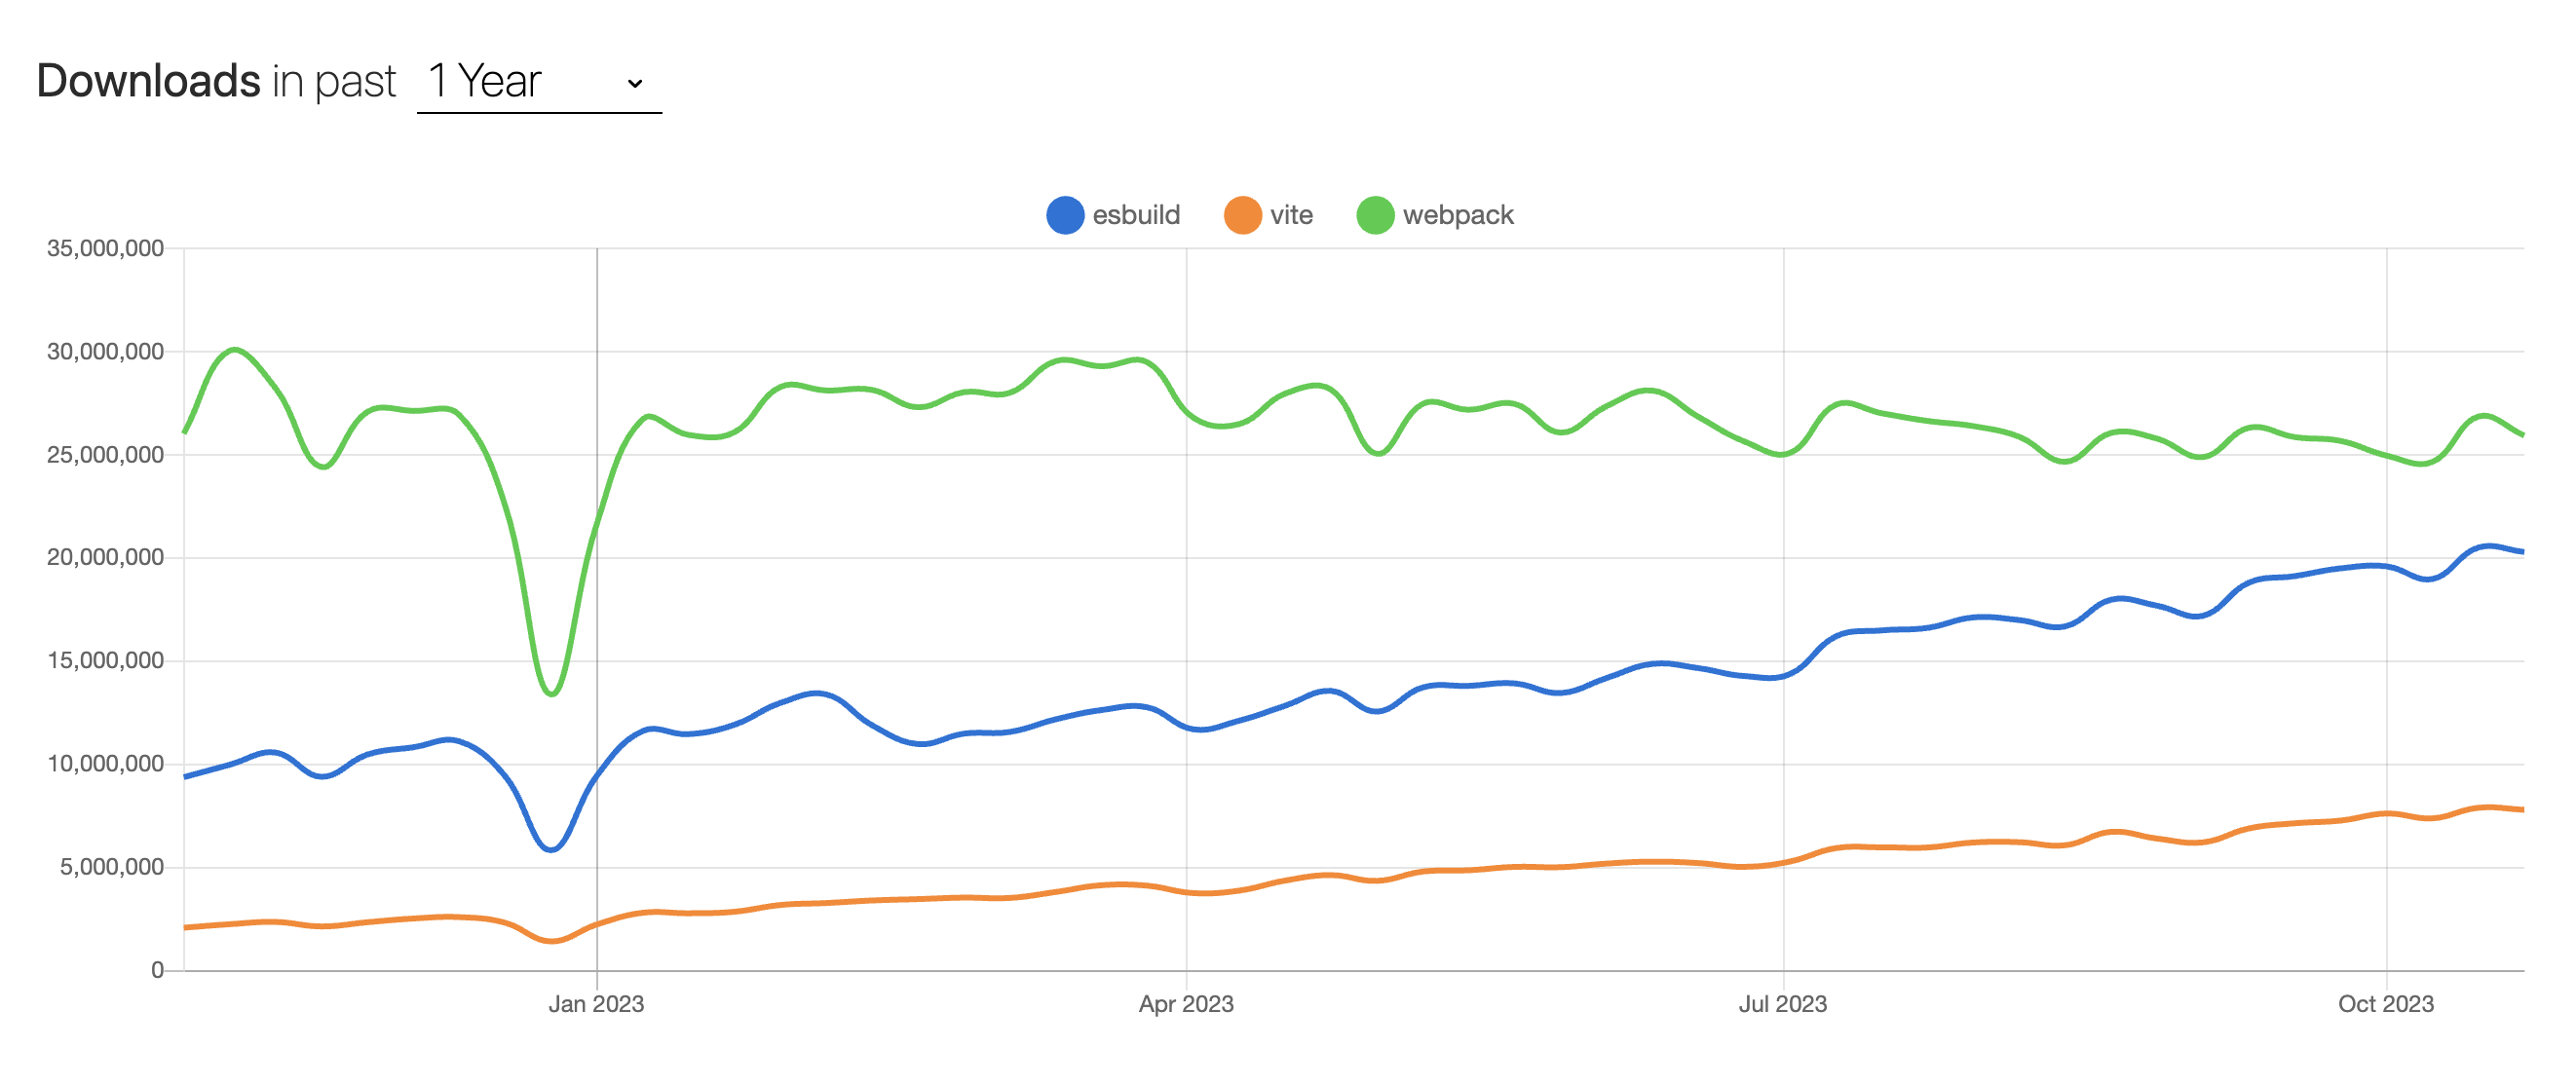 Downloads in past 1 Year
esbuild vite webpack
35,000,000
30,000,000
25,000,000
20,000,000
15,000,000
10,000,000
5,000,000
0
Jan 2023 Apr 2023 Jul 2023 Oct 2023